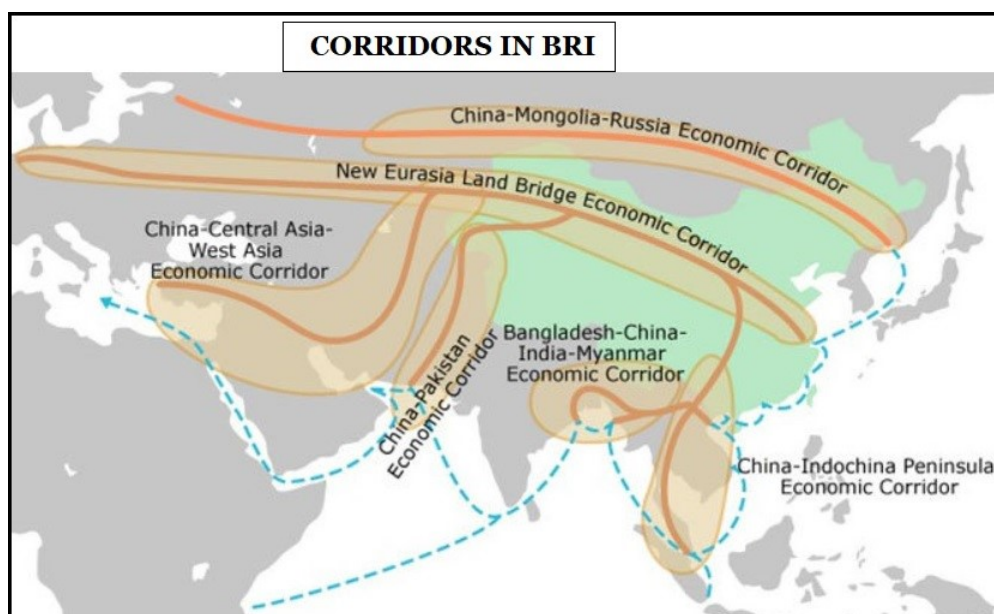 CORRIDORS IN BRI
China-Mongolia-Russia Economic Corridor
New Eurasia Land Bridge Economic Corridor
China-Central Asia-
West Asia
Economic Corridor
China-Pakistan
Economic Corridor
Bangladesh-China-
India-Myanmar
Economic Corridor
China-Indochina Peninsula
Economic Corridor